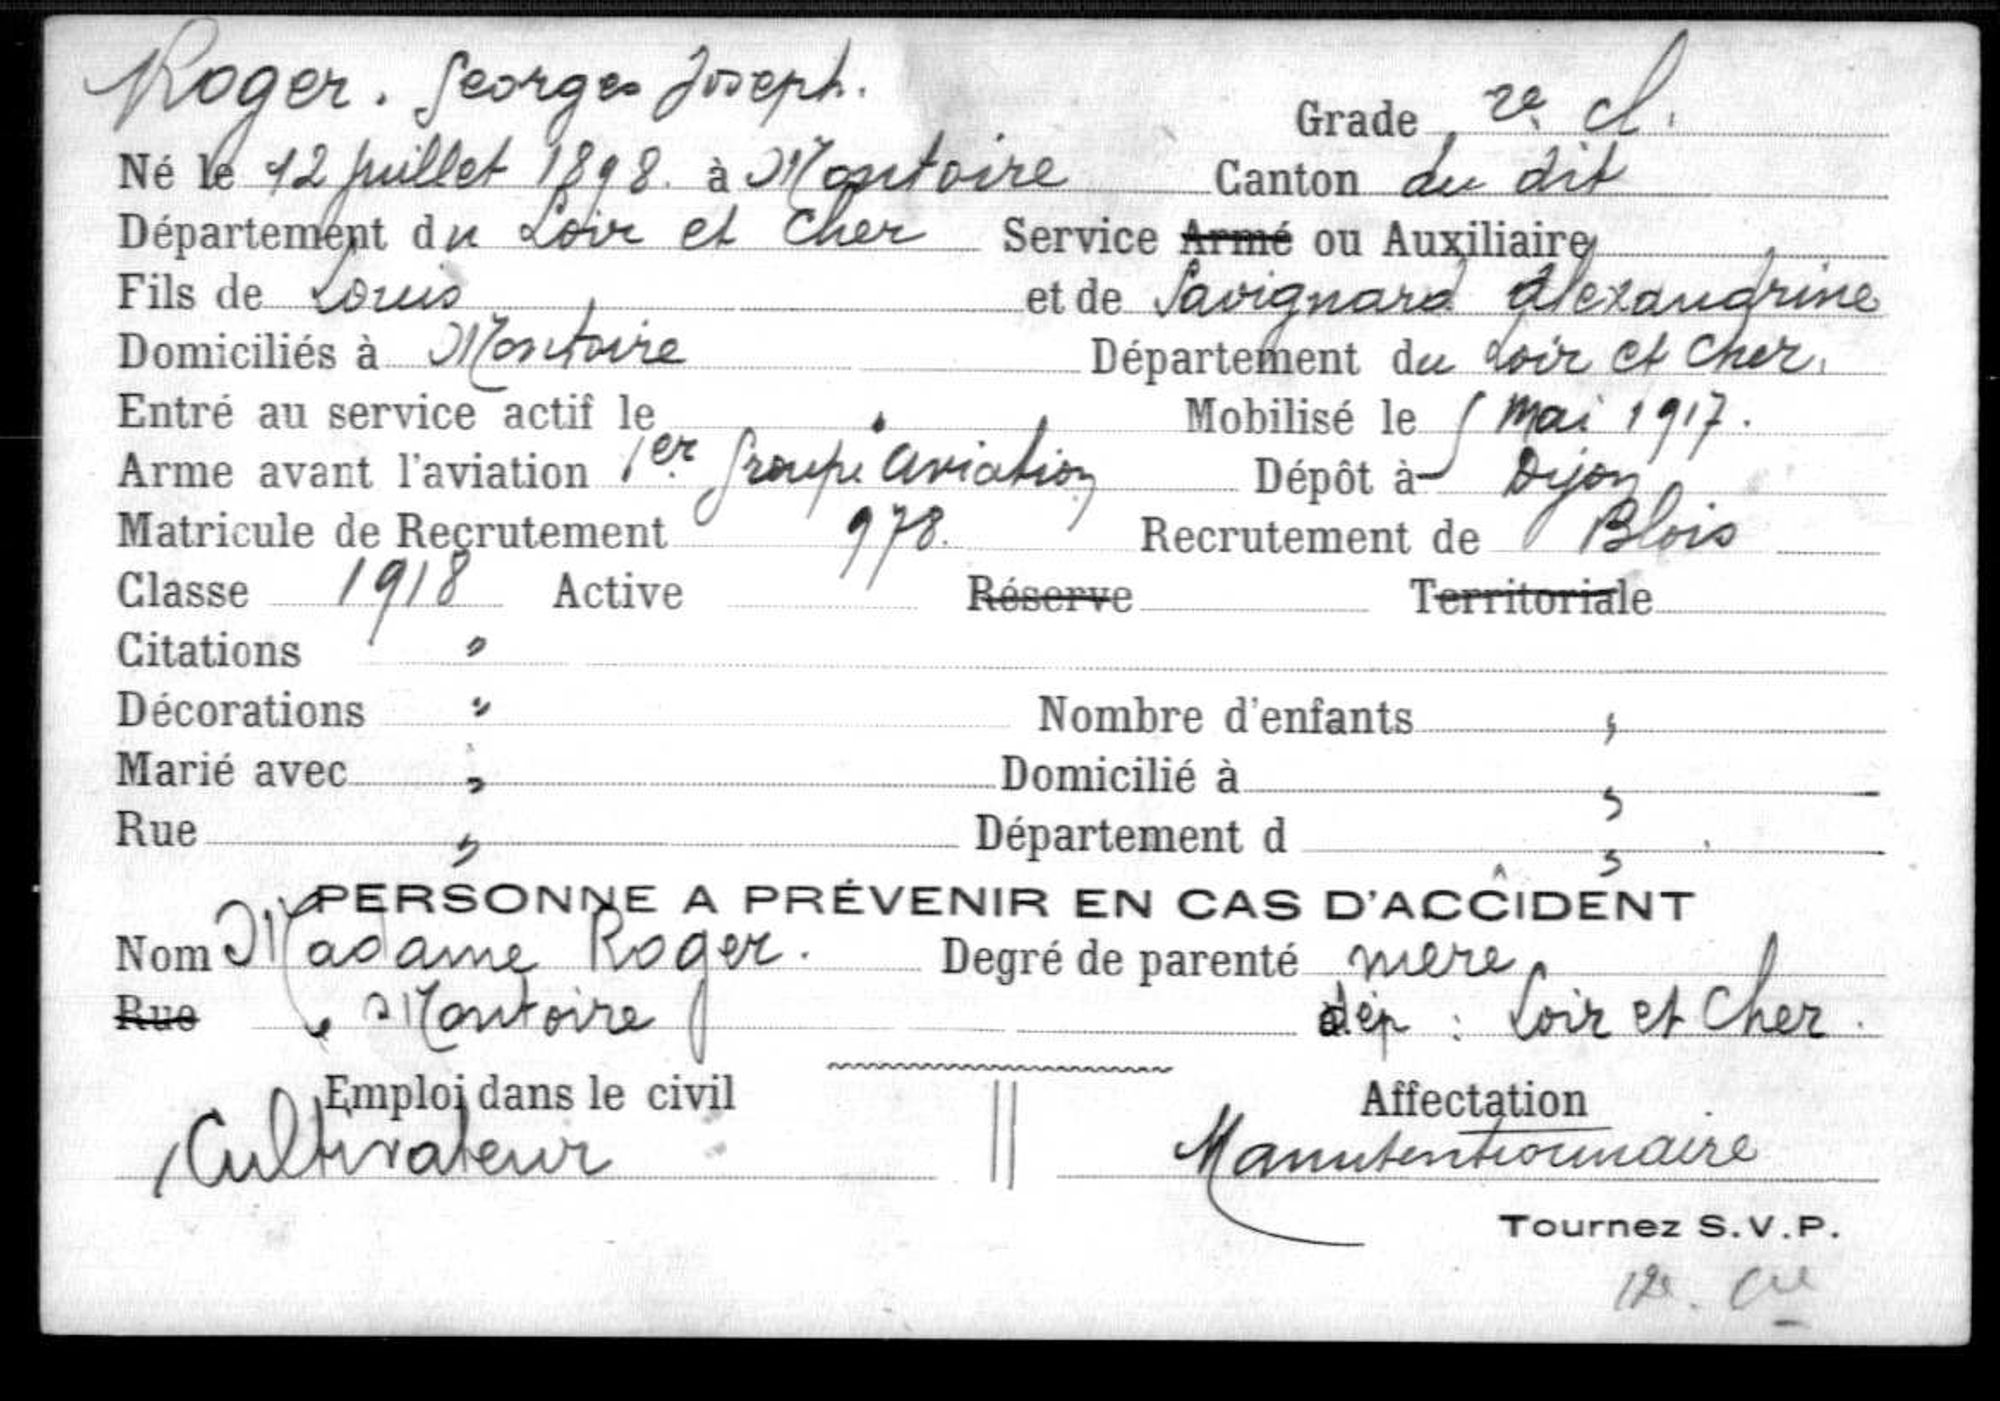 Roger. Georges Joseph.
Grade 2e cl.
Né le 12 juillet 1898. à Montoire Canton du dit
Département du Loir et Cher Service Armé ou Auxiliaire
Fils de Louis et de Savignard Alexandrine
Domiciliés à Montoire Département du Loir et Cher.
Entré au service actif le Mobilisé le 1 mai 1917.
Arme avant l'aviation 1er Groupe Aviation Dépôt à Dijon
Matricule de Recrutement 978. Recrutement de Blois
Classe 1918 Active Réserve Territoriale
Citations "
Décorations " Nombre d'enfants "
Marié avec " Domicilié à "
Rue " Département d "
PERSONNE A PRÉVENIR EN CAS D'ACCIDENT
Nom Madame Roger. Degré de parenté mere
Rue à Montoire dép : Loir et Cher.
Emploi dans le civil Affectation
Cultivateur Manutentionnaire
Tournez S.V.P.
12e. Cie